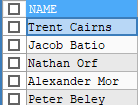 NAME
Trent Cairns
Jacob Batio
Nathan Orf
Alexander Mor
Peter Beley